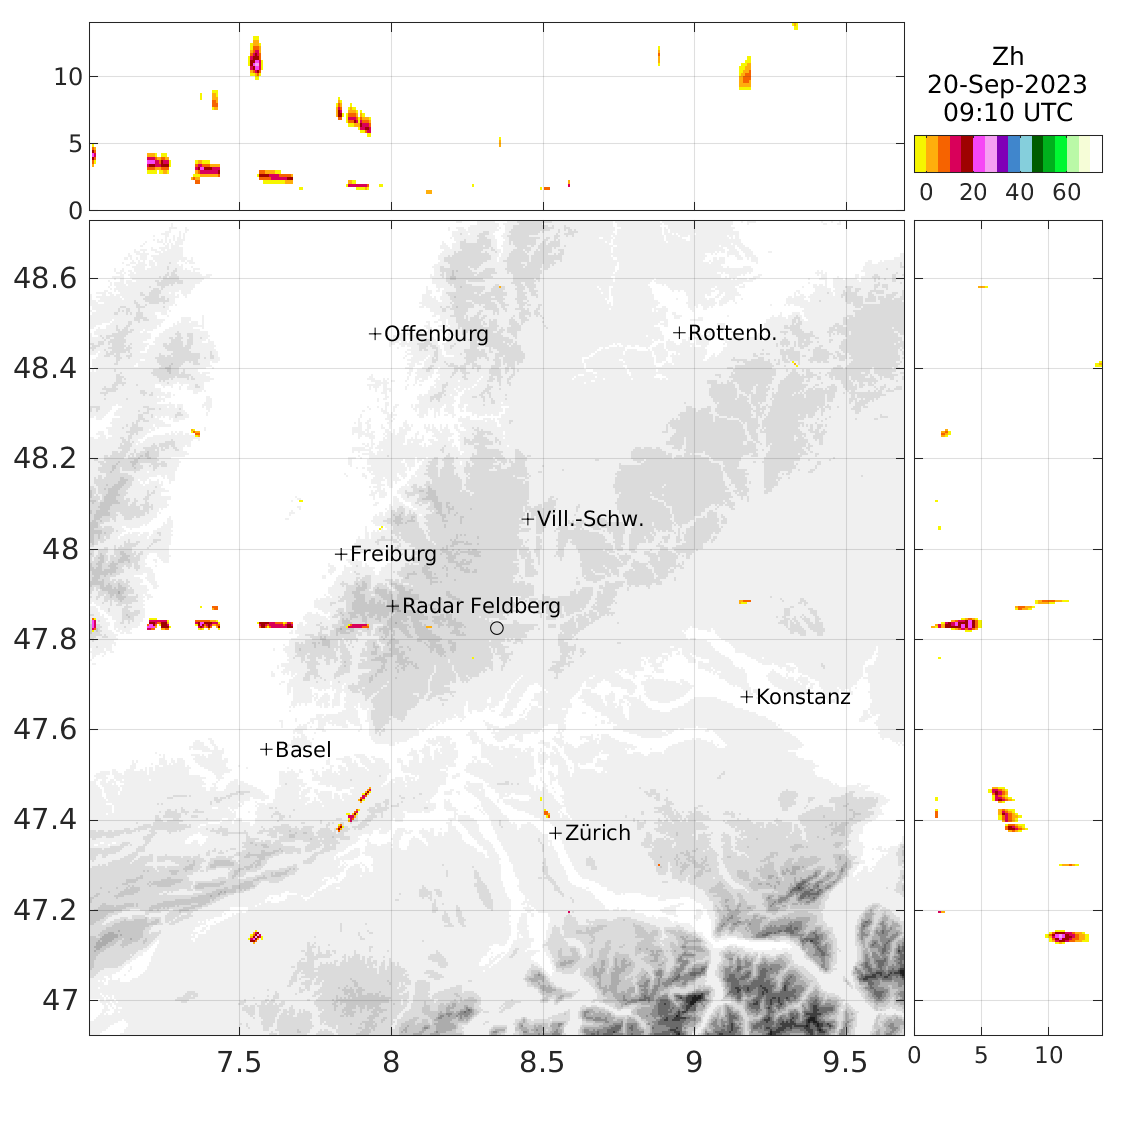 Zh
20-Sep-2023
09:10 UTC
0 20 40 60
10
5
0
48.6
48.4
48.2
48
47.8
47.6
47.4
47.2
47
+Offenburg
+Rottenb.
+Vill.-Schw.
+Freiburg
+Radar Feldberg
+Konstanz
+Basel
+Zürich
7.5 8 8.5 9 9.5
0 5 10